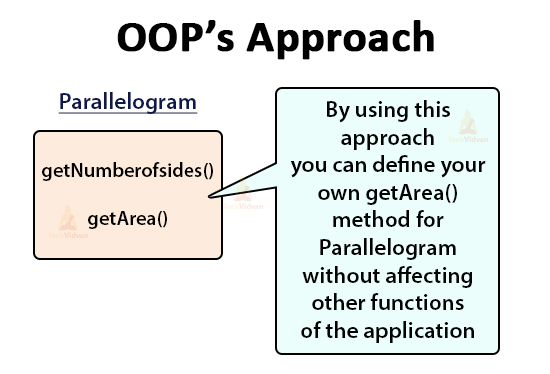 OOP's Approach
Parallelogram
getNumberofsides()
getArea()
By using this
approach
you can define your
own getArea()
method for
Parallelogram
without affecting
other functions
of the application